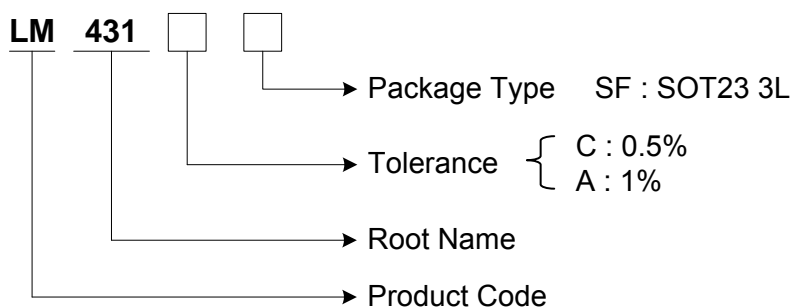 LM 431
Package Type SF : SOT23 3L
Tolerance
C : 0.5%
A : 1%
Root Name
Product Code